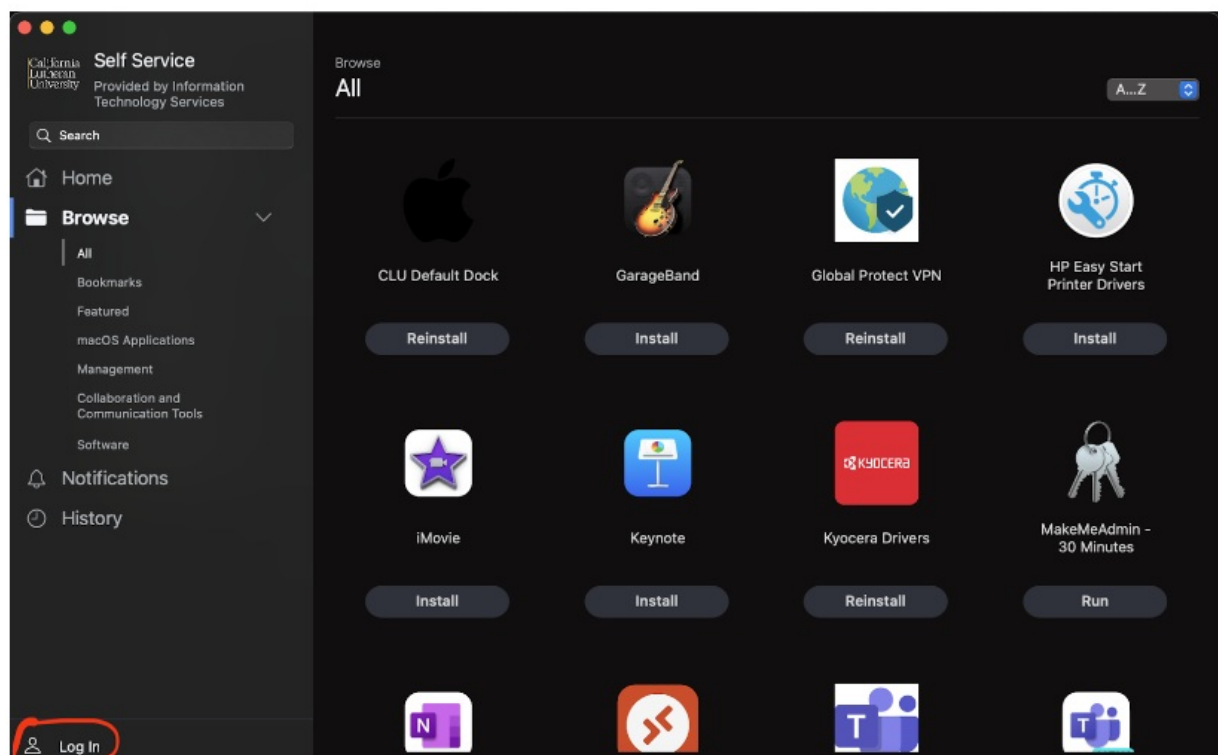 California
Lutheran
University
Self Service
Provided by Information
Technology Services
Search
Home
Browse
All
Bookmarks
Featured
macOS Applications
Management
Collaboration and
Communication Tools
Software
Notifications
History
Log In
Browse
All
A...Z
CLU Default Dock
GarageBand
Global Protect VPN
HP Easy Start
Printer Drivers
Reinstall
Install
Reinstall
Install
KYOCERA
iMovie
Keynote
Kyocera Drivers
MakeMeAdmin -
30 Minutes
Install
Install
Reinstall
Run
N
T
T